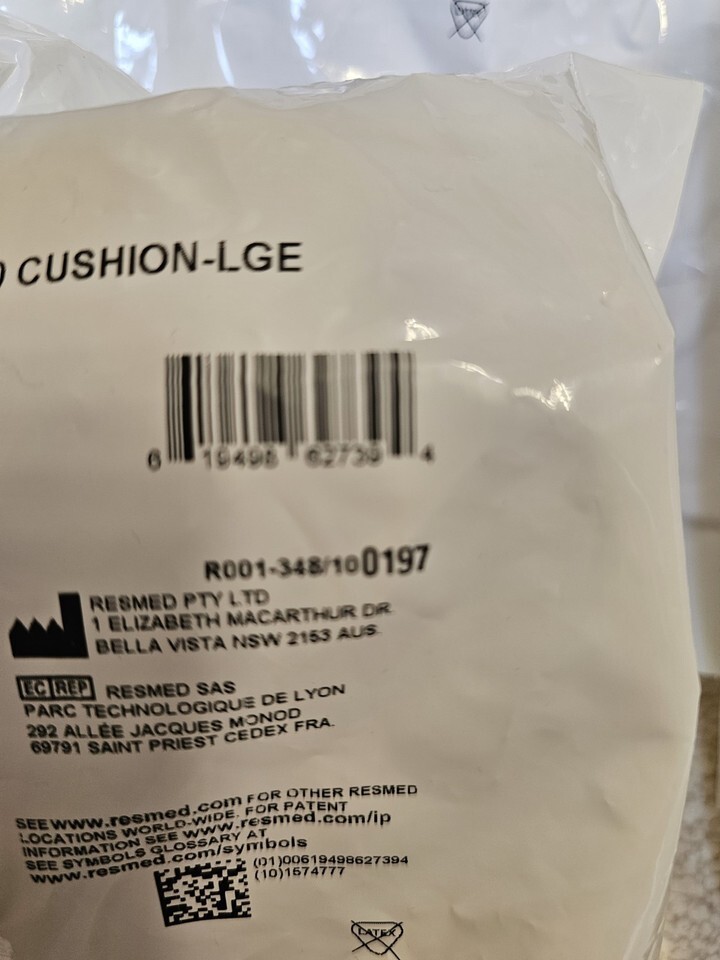 LATEX
) CUSHION-LGE
6 19498 62739 4
R001-348/10 0197
RESMED PTY LTD
1 ELIZABETH MACARTHUR DR
BELLA VISTA NSW 2153 AUS.
EC REP RESMED SAS
PARC TECHNOLOGIQUE DE LYON
292 ALLÉE JACQUES MONOD
69791 SAINT PRIEST CEDEX FRA.
SEE www.resmed.com FOR OTHER RESMED
LOCATIONS WORLD-WIDE. FOR PATENT
INFORMATION SEE www.resmed.com/ip
SEE SYMBOLS GLOSSARY AT
www.resmed.com/symbols
(01)00619498627394
(10)1574777
LATEX